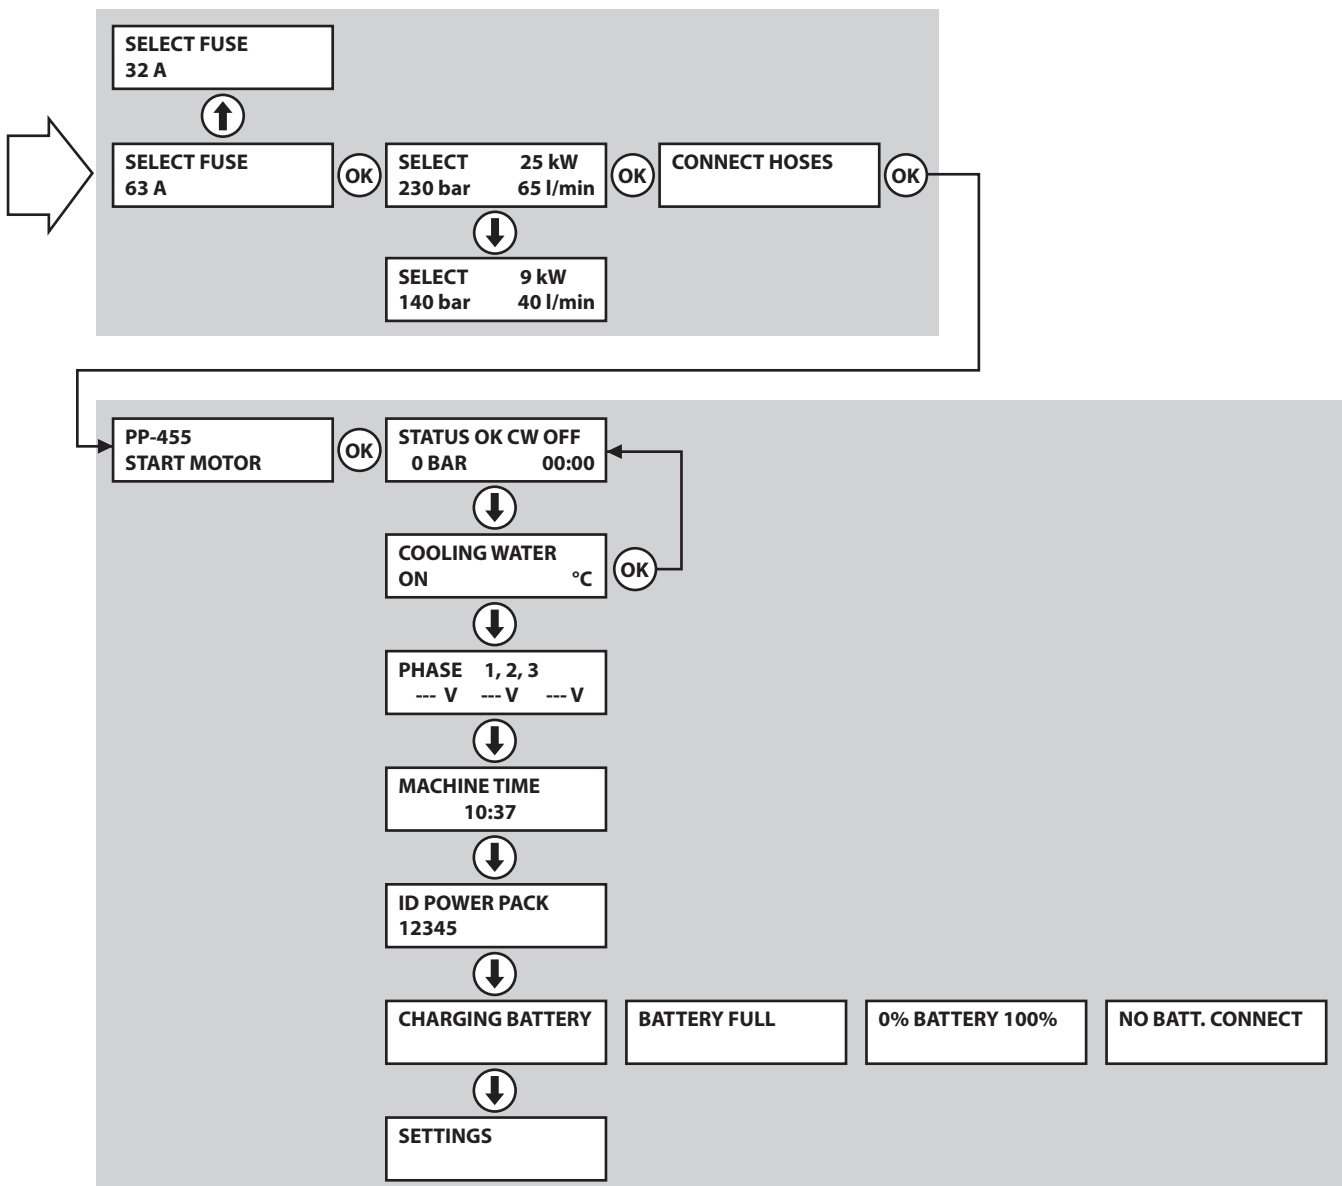 SELECT FUSE
32 A
SELECT FUSE
63 A
OK
SELECT 25 kW
230 bar 65 l/min
OK
CONNECT HOSES
OK
SELECT 9 kW
140 bar 40 l/min
PP-455
START MOTOR
OK
STATUS OK CW OFF
0 BAR 00:00
COOLING WATER
ON °C
OK
PHASE 1, 2, 3
--- V --- V --- V
MACHINE TIME
10:37
ID POWER PACK
12345
CHARGING BATTERY
BATTERY FULL
0% BATTERY 100%
NO BATT. CONNECT
SETTINGS